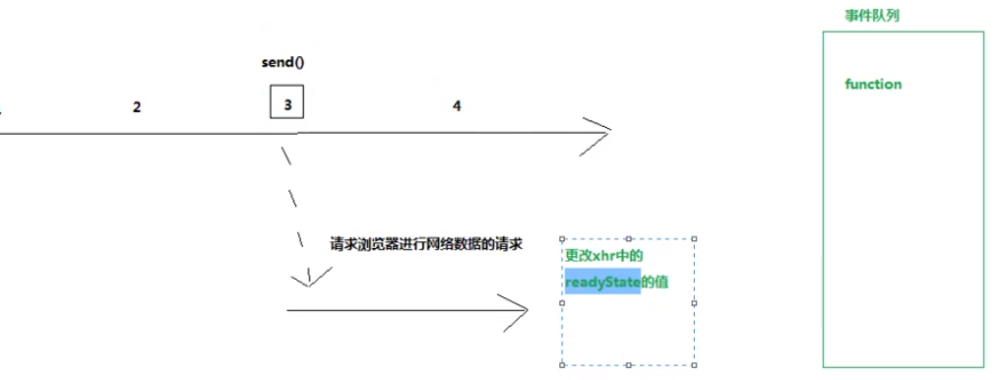 事件队列
send()
function
2
3
4
请求浏览器进行网络数据的请求
更改xhr中的
readyState的值